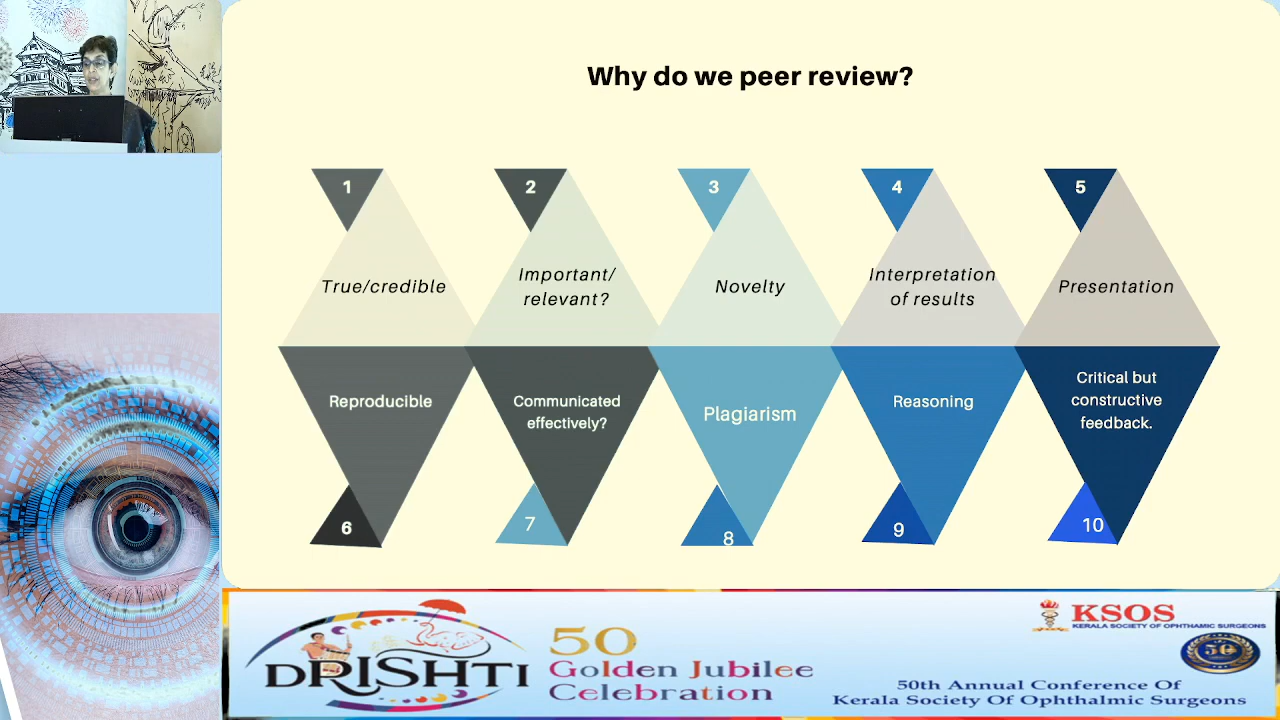 Why do we peer review?
1
2
3
4
5
True/credible
Important/
relevant?
Novelty
Interpretation
of results
Presentation
Reproducible
Communicated
effectively?
Plagiarism
Reasoning
Critical but
constructive
feedback.
6
7
8
9
10
DRISHTI
50
Golden Jubilee
Celebration
KSOS
KERALA SOCIETY OF OPHTHAMIC SURGEONS
50
50th Annual Conference Of
Kerala Society Of Ophthalmic Surgeons